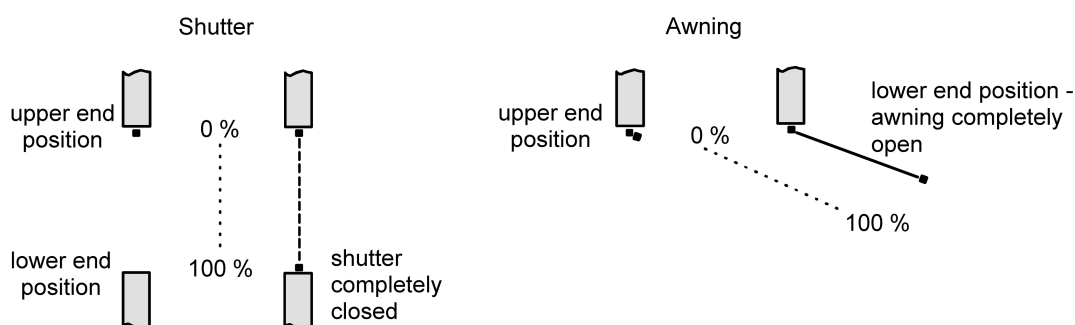 Shutter
upper end
position
0 %
lower end
position
100 %
shutter
completely
closed
Awning
upper end
position
0 %
lower end position -
awning completely
open
100 %